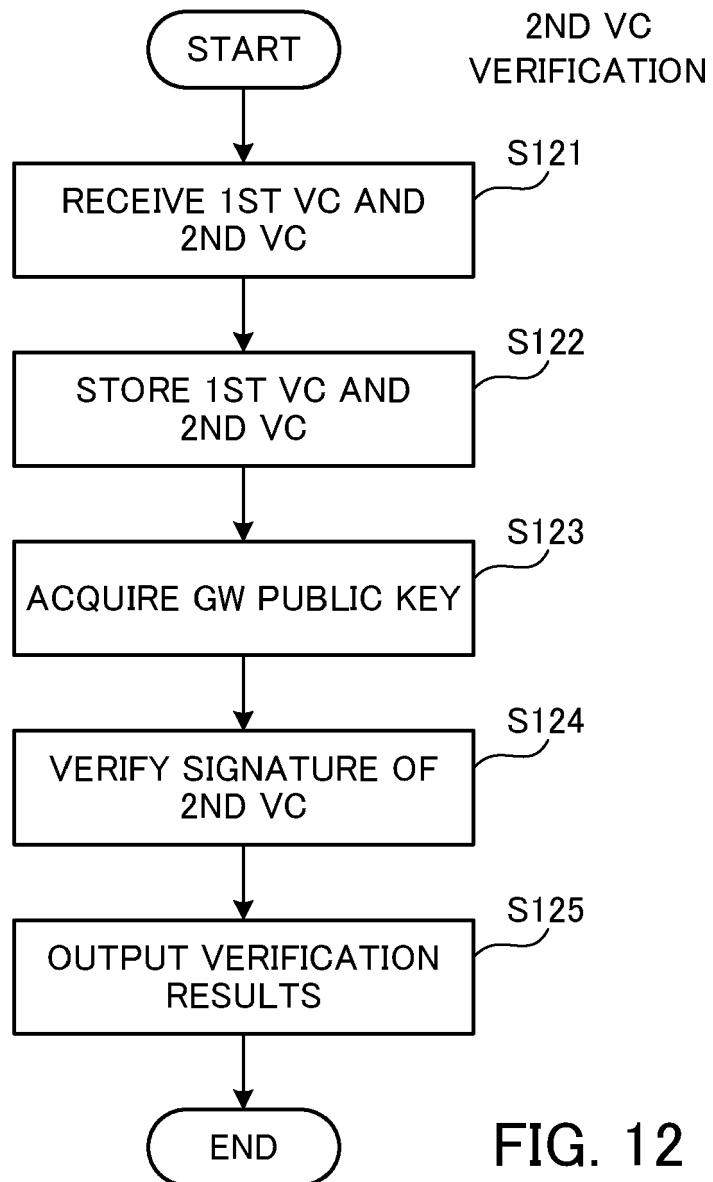 START
2ND VC
VERIFICATION
S121
RECEIVE 1ST VC AND
2ND VC
S122
STORE 1ST VC AND
2ND VC
S123
ACQUIRE GW PUBLIC KEY
S124
VERIFY SIGNATURE OF
2ND VC
S125
OUTPUT VERIFICATION
RESULTS
END
FIG. 12